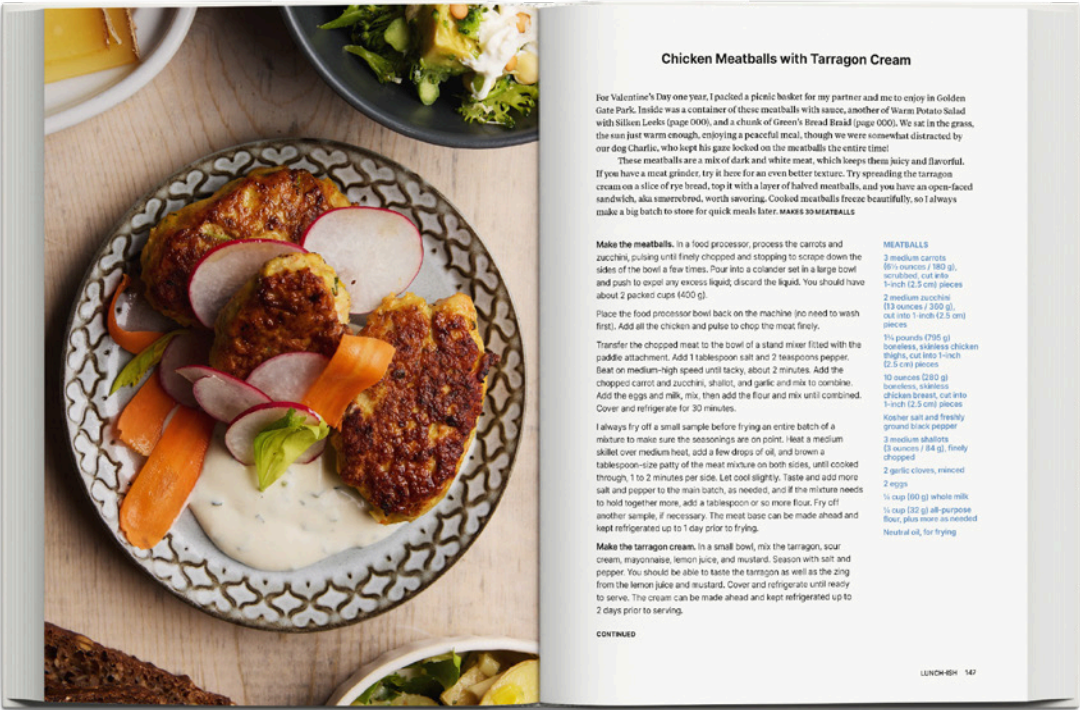 Chicken Meatballs with Tarragon Cream
For Valentine's Day one year, I packed a picnic basket for my partner and me to enjoy in Golden
Gate Park. Inside was a container of these meatballs with sauce, another of Warm Potato Salad
with Silken Leeks (page 000), and a chunk of Green's Bread Braid (page 000). We sat in the grass,
the sun just warm enough, enjoying a peaceful meal, though we were somewhat distracted by
our dog Charlie, who kept his gaze locked on the meatballs the entire time!
These meatballs are a mix of dark and white meat, which keeps them juicy and flavorful.
If you have a meat grinder, try it here for an even better texture. Try spreading the tarragon
cream on a slice of rye bread, top it with a layer of halved meatballs, and you have an open-faced
sandwich, aka smørrebrød, worth savoring. Cooked meatballs freeze beautifully, so I always
make a big batch to store for quick meals later. MAKES 30 MEATBALLS
Make the meatballs. In a food processor, process the carrots and
zucchini, pulsing until finely chopped and stopping to scrape down the
sides of the bowl a few times. Pour into a colander set in a large bowl
and push to expel any excess liquid; discard the liquid. You should have
about 2 packed cups (400 g).
Place the food processor bowl back on the machine (no need to wash
first). Add all the chicken and pulse to chop the meat finely.
Transfer the chopped meat to the bowl of a stand mixer fitted with the
paddle attachment. Add 1 tablespoon salt and 2 teaspoons pepper.
Beat on medium-high speed until tacky, about 2 minutes. Add the
chopped carrot and zucchini, shallot, and garlic and mix to combine.
Add the eggs and milk, mix, then add the flour and mix until combined.
Cover and refrigerate for 30 minutes.
I always fry off a small sample before frying an entire batch of a
mixture to make sure the seasonings are on point. Heat a medium
skillet over medium heat, add a few drops of oil, and brown a
tablespoon-size patty of the meat mixture on both sides, until cooked
through, 1 to 2 minutes per side. Let cool slightly. Taste and add more
salt and pepper to the main batch, as needed, and if the mixture needs
to hold together more, add a tablespoon or so more flour. Fry off
another sample, if necessary. The meat base can be made ahead and
kept refrigerated up to 1 day prior to frying.
Make the tarragon cream. In a small bowl, mix the tarragon, sour
cream, mayonnaise, lemon juice, and mustard. Season with salt and
pepper. You should be able to taste the tarragon as well as the zing
from the lemon juice and mustard. Cover and refrigerate until ready
to serve. The cream can be made ahead and kept refrigerated up to
2 days prior to serving.
CONTINUED
MEATBALLS
3 medium carrots
(6½ ounces / 180 g),
scrubbed, cut into
1-inch (2.5 cm) pieces
2 medium zucchini
(13 ounces / 360 g),
cut into 1-inch (2.5 cm)
pieces
1¾ pounds (795 g)
boneless, skinless chicken
thighs, cut into 1-inch
(2.5 cm) pieces
10 ounces (280 g)
boneless, skinless
chicken breast, cut into
1-inch (2.5 cm) pieces
Kosher salt and freshly
ground black pepper
3 medium shallots
(3 ounces / 84 g), finely
chopped
2 garlic cloves, minced
2 eggs
¼ cup (60 g) whole milk
¼ cup (32 g) all-purpose
flour, plus more as needed
Neutral oil, for frying
LUNCH-ISH 147